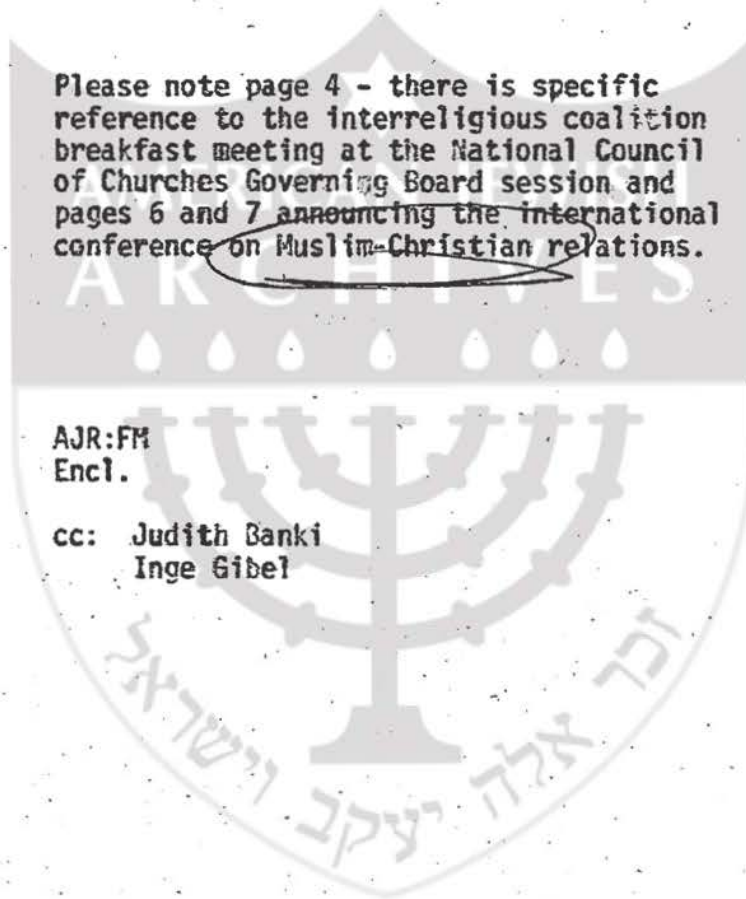 Please note page 4 - there is specific
reference to the interreligious coalition
breakfast meeting at the National Council
of Churches Governing Board session and
pages 6 and 7 announcing the international
conference on Muslim-Christian relations.
AMERICAN JEWISH
ARCHIVES
AJR:FM
Encl.
cc: Judith Banki
Inge Gibel
זכר אלה יעקב וישראל